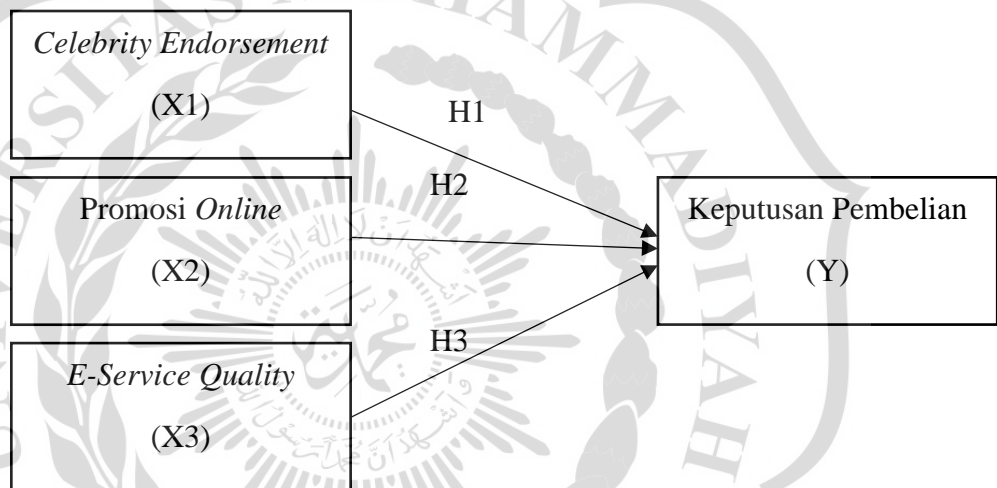 Celebrity Endorsement
(X1)
H1
Promosi Online
(X2)
H2
Keputusan Pembelian
(Y)
E-Service Quality
(X3)
H3